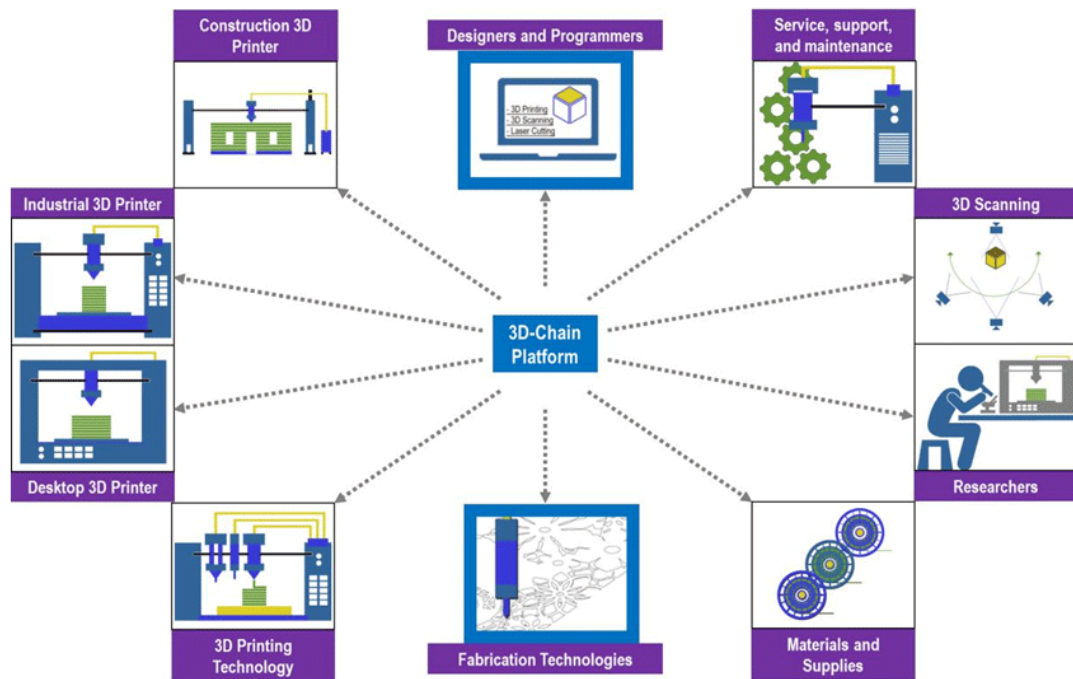 Construction 3D
Printer
Designers and Programmers
Service, support,
and maintenance
- 3D Printing
- 3D Scanning
- Laser Cutting
Industrial 3D Printer
3D Scanning
3D-Chain
Platform
Desktop 3D Printer
Researchers
3D Printing
Technology
Fabrication Technologies
Materials and
Supplies